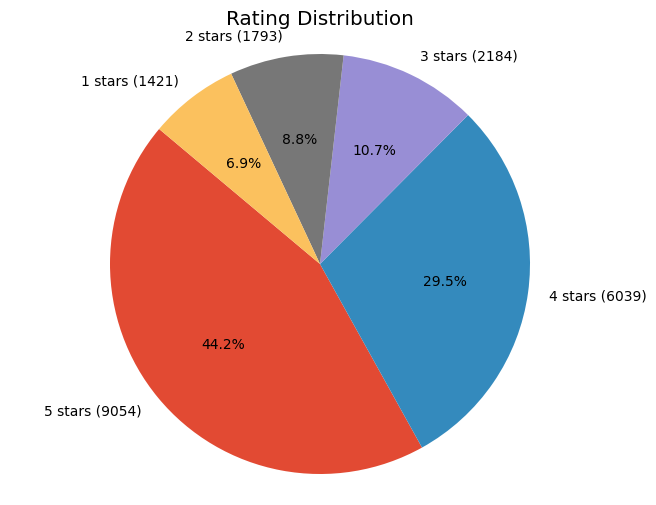 Rating Distribution
2 stars (1793)
3 stars (2184)
1 stars (1421)
8.8%
10.7%
6.9%
29.5%
4 stars (6039)
44.2%
5 stars (9054)